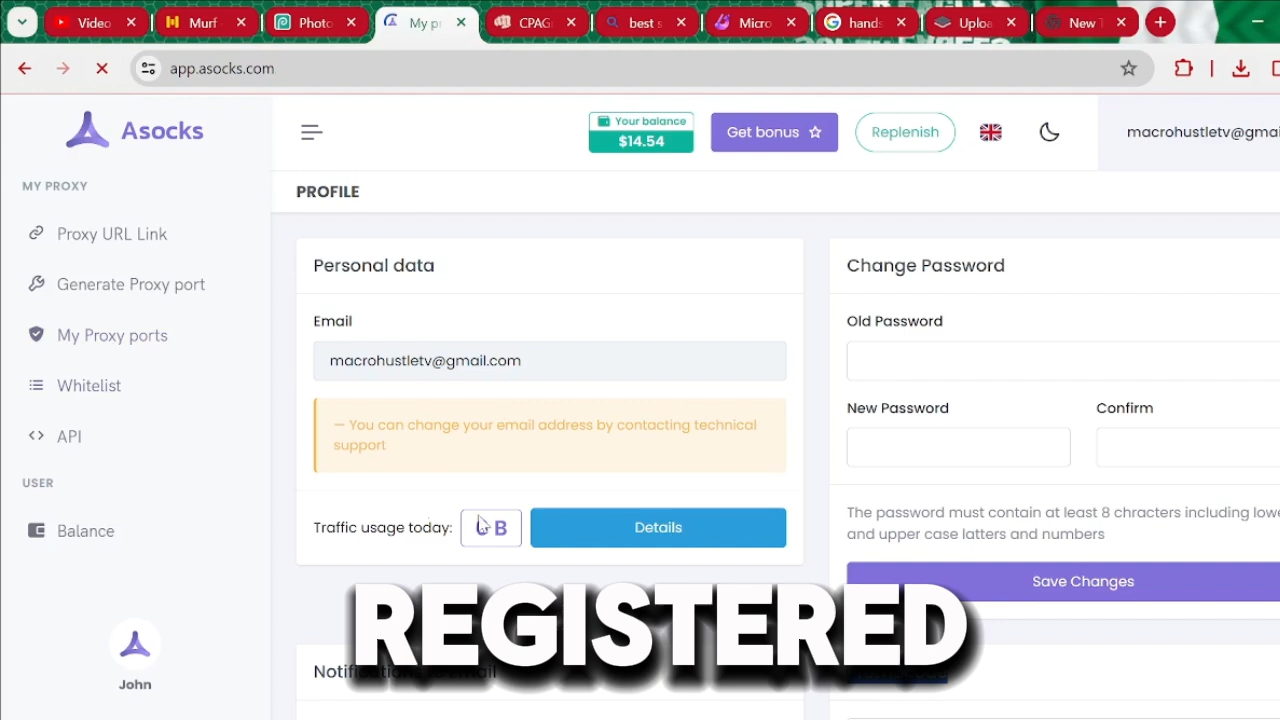 Video
Murf
Photo
My pr
CPAG
best s
Micro
hands
Uploa
New T
app.asocks.com
Asocks
Your balance
$14.54
Get bonus
Replenish
macrohustletv@gma
MY PROXY
PROFILE
Proxy URL Link
Generate Proxy port
My Proxy ports
Whitelist
API
USER
Balance
John
Personal data
Email
macrohustletv@gmail.com
— You can change your email address by contacting technical
support
Traffic usage today:
B
Details
Change Password
Old Password
New Password
Confirm
The password must contain at least 8 chracters including lowe
and upper case latters and numbers
Save Changes
REGISTERED